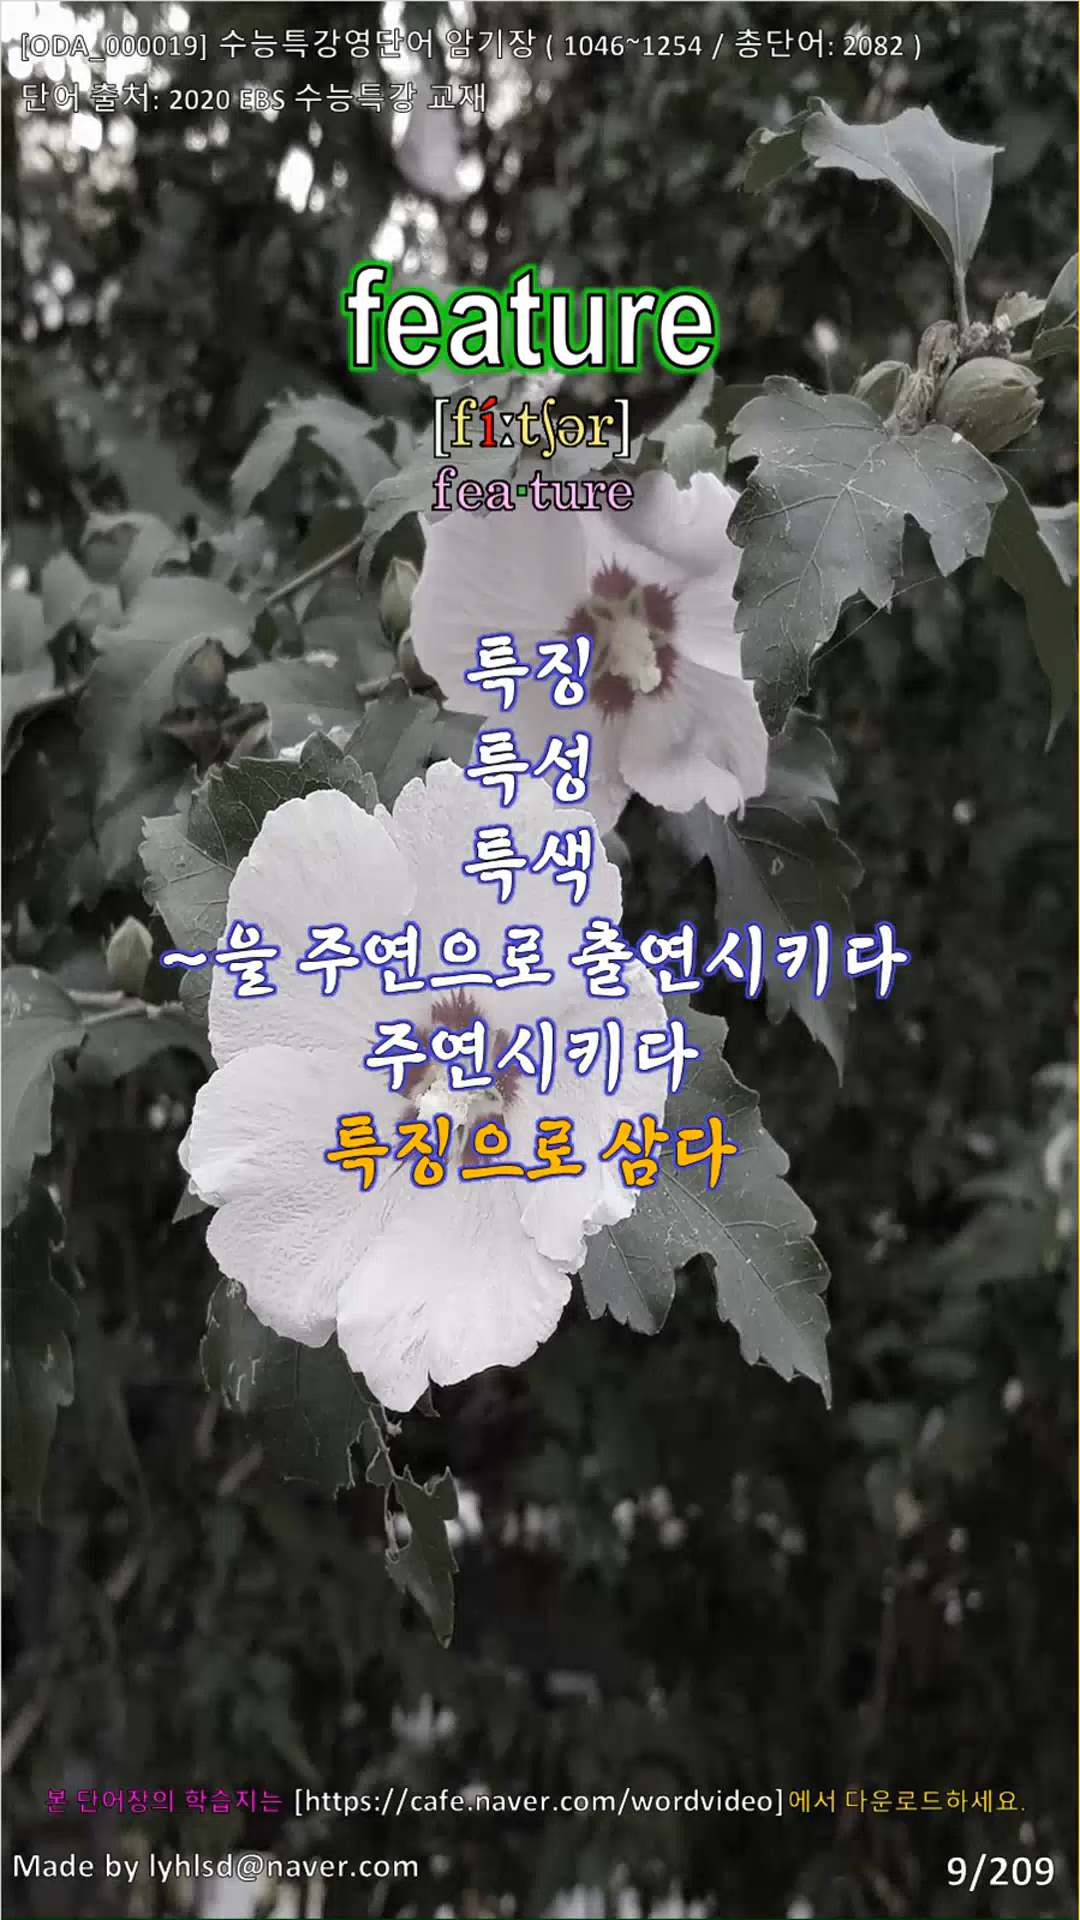 [ODA_000019] 수능특강영단어 암기장 ( 1046~1254 / 총단어: 2082 )
단어 출처: 2020 EBS 수능특강 교재
feature
[fíːtʃər]
fea·ture
특징
특성
특색
~을 주연으로 출연시키다
주연시키다
특징으로 삼다
본 단어장의 학습지는 [https://cafe.naver.com/wordvideo]에서 다운로드하세요.
Made by lyhlsd@naver.com
9/209